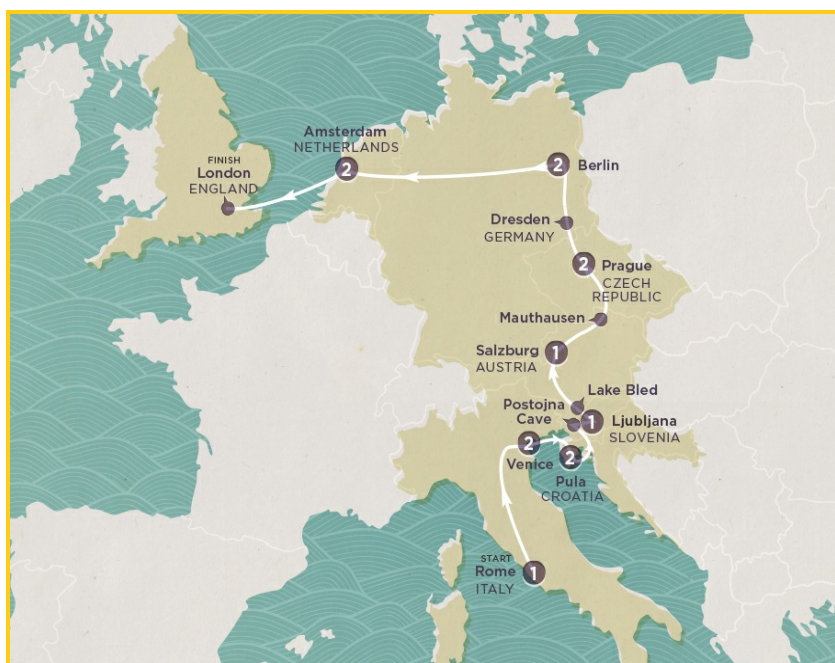 Amsterdam
NETHERLANDS
2
FINISH
London
ENGLAND
2
Berlin
Dresden
GERMANY
2
Prague
CZECH
REPUBLIC
Mauthausen
Salzburg
AUSTRIA
1
Lake Bled
Postojna
Cave
1
Ljubljana
SLOVENIA
2
Venice
2
Pula
CROATIA
START
Rome
ITALY
1